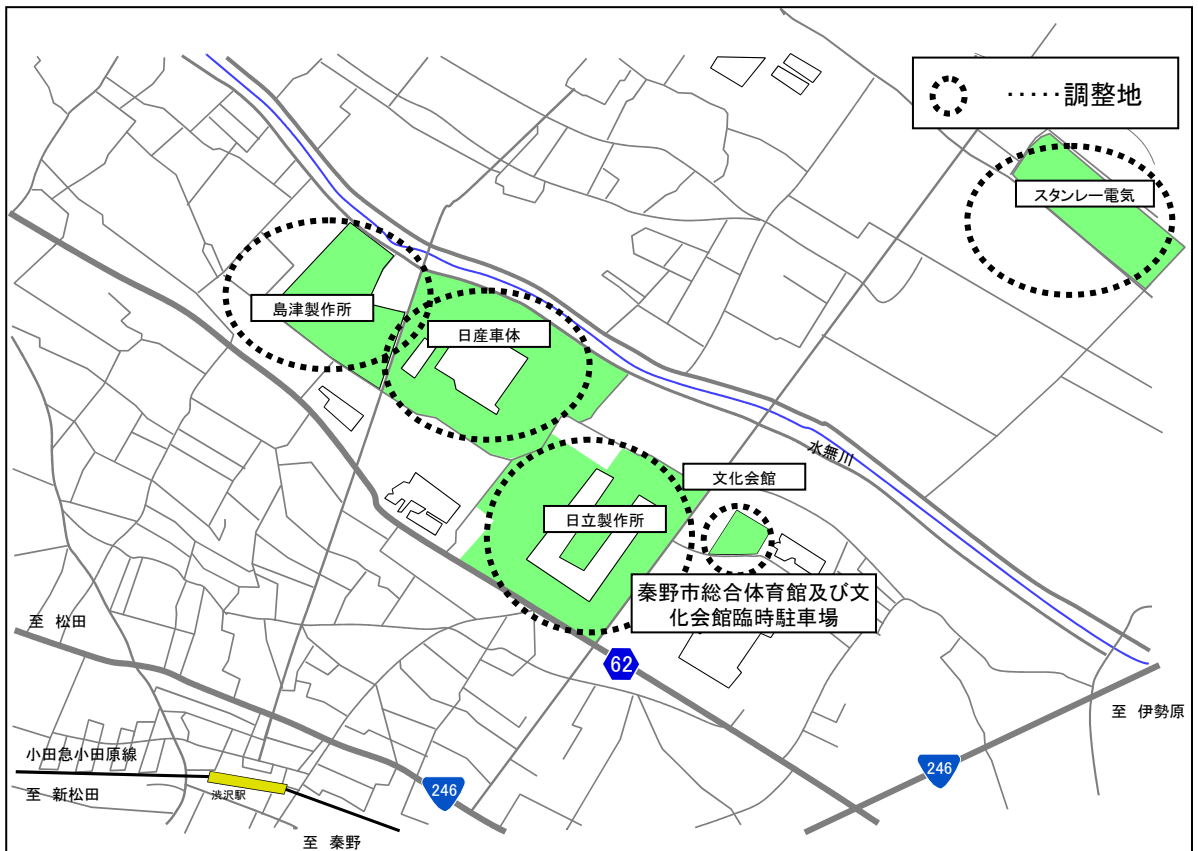 ‥‥‥調整地
スタンレー電気
島津製作所
日産車体
水無川
文化会館
日立製作所
秦野市総合体育館及び文
化会館臨時駐車場
62
至 松田
至 伊勢原
小田急小田原線
246
246
渋沢駅
至 新松田
至 秦野